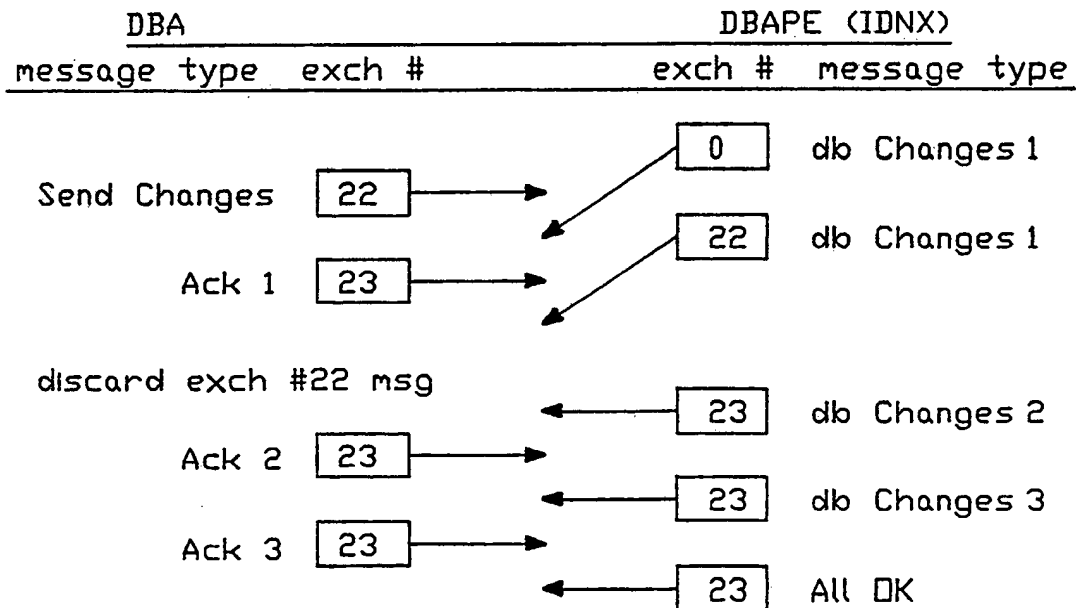 DBA DBAPE (IDNX)
message type exch # exch # message type
0 db Changes 1
Send Changes 22
22 db Changes 1
Ack 1 23
discard exch #22 msg
23 db Changes 2
Ack 2 23
23 db Changes 3
Ack 3 23
23 All OK